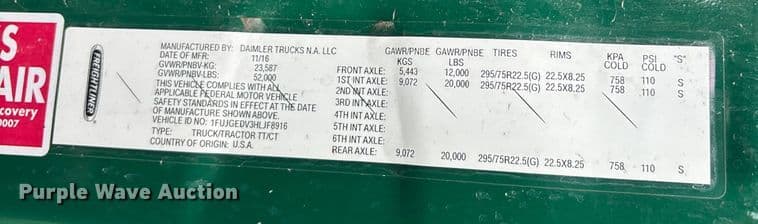 S
AIR
covery
0007
FREIGHTLINER
MANUFACTURED BY: DAIMLER TRUCKS N.A. LLC
DATE OF MFR: 11/16
GVWR/PNBV-KG: 23,587
GVWR/PNBV-LBS: 52,000
THIS VEHICLE COMPLIES WITH ALL
APPLICABLE FEDERAL MOTOR VEHICLE
SAFETY STANDARDS IN EFFECT AT THE DATE
OF MANUFACTURE SHOWN ABOVE.
VEHICLE ID NO: 1FUJGEDV3HLJF8916
TYPE: TRUCK/TRACTOR TT/CT
COUNTRY OF ORIGIN: U.S.A.
GAWR/PNBE GAWR/PNBE TIRES RIMS KPA PSI "S"
KGS LBS COLD COLD
FRONT AXLE: 5,443 12,000 295/75R22.5(G) 22.5X8.25 758 110 S
1ST INT AXLE: 9,072 20,000 295/75R22.5(G) 22.5X8.25 758 110 S
2ND INT AXLE:
3RD INT AXLE:
4TH INT AXLE:
5TH INT AXLE:
6TH INT AXLE:
REAR AXLE: 9,072 20,000 295/75R22.5(G) 22.5X8.25 758 110 S
Purple Wave Auction